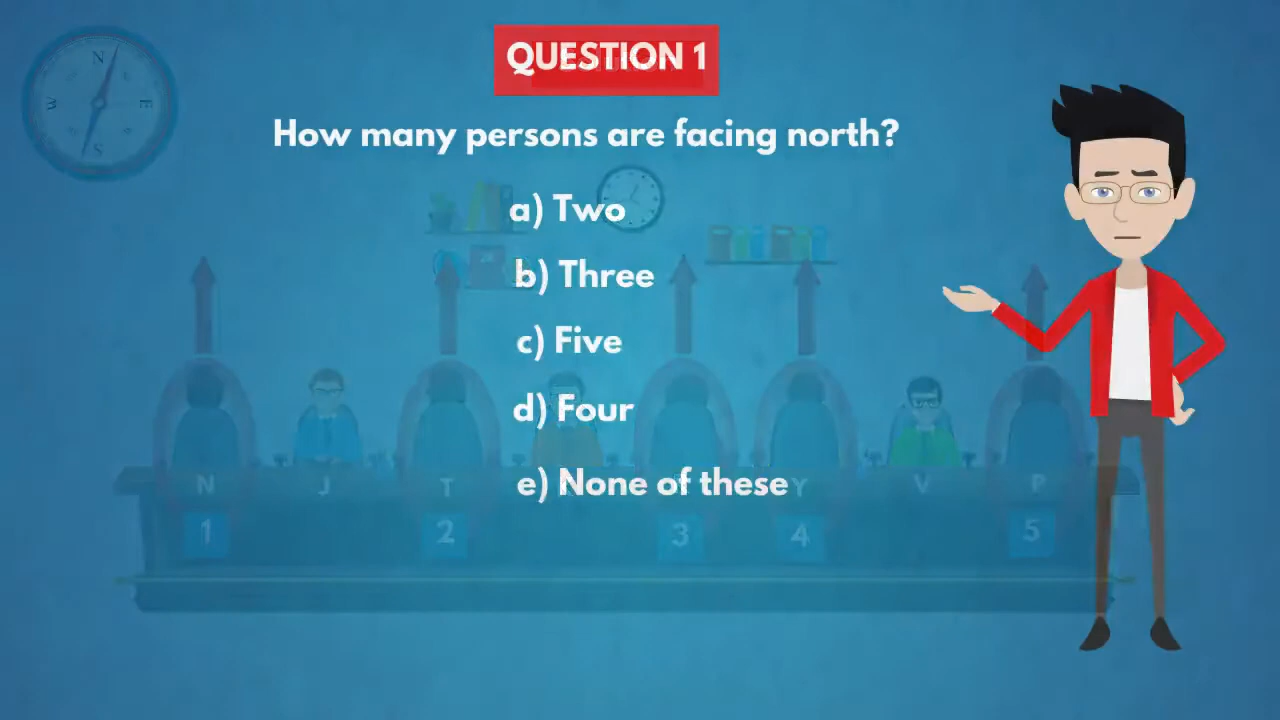 QUESTION 1
How many persons are facing north?
a) Two
b) Three
c) Five
d) Four
e) None of these
N
W
E
S
N J T Y V P
1 2 3 4 5